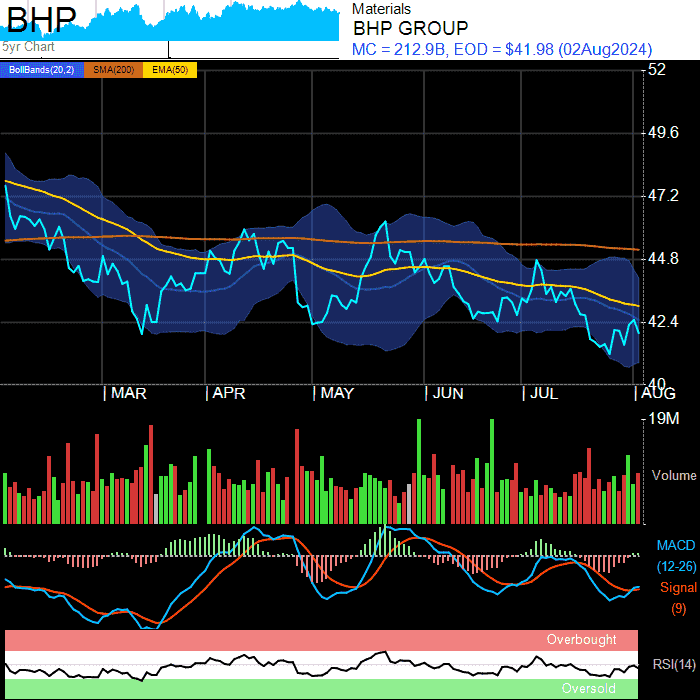 BHP
5yr Chart
Materials
BHP GROUP
MC = 212.9B, EOD = $41.98 (02Aug2024)
BollBands(20,2) SMA(200) EMA(50)
52
49.6
47.2
44.8
42.4
40
MAR APR MAY JUN JUL AUG
19M
Volume
MACD
(12-26)
Signal
(9)
Overbought
RSI(14)
Oversold